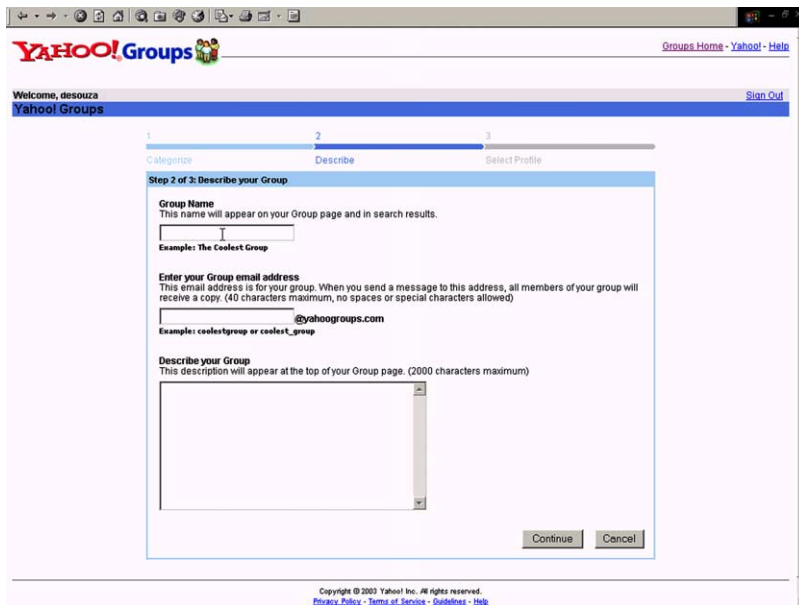 YAHOO! Groups
Groups Home - Yahoo! - Help
Welcome, desouza
Sign Out
Yahoo! Groups
1 2 3
Categorize Describe Select Profile
Step 2 of 3: Describe your Group
Group Name
This name will appear on your Group page and in search results.
Example: The Coolest Group
Enter your Group email address
This email address is for your group. When you send a message to this address, all members of your group will
receive a copy. (40 characters maximum, no spaces or special characters allowed)
@yahoogroups.com
Example: coolestgroup or coolest_group
Describe your Group
This description will appear at the top of your Group page. (2000 characters maximum)
Continue Cancel
Copyright © 2003 Yahoo! Inc. All rights reserved.
Privacy Policy - Terms of Service - Guidelines - Help